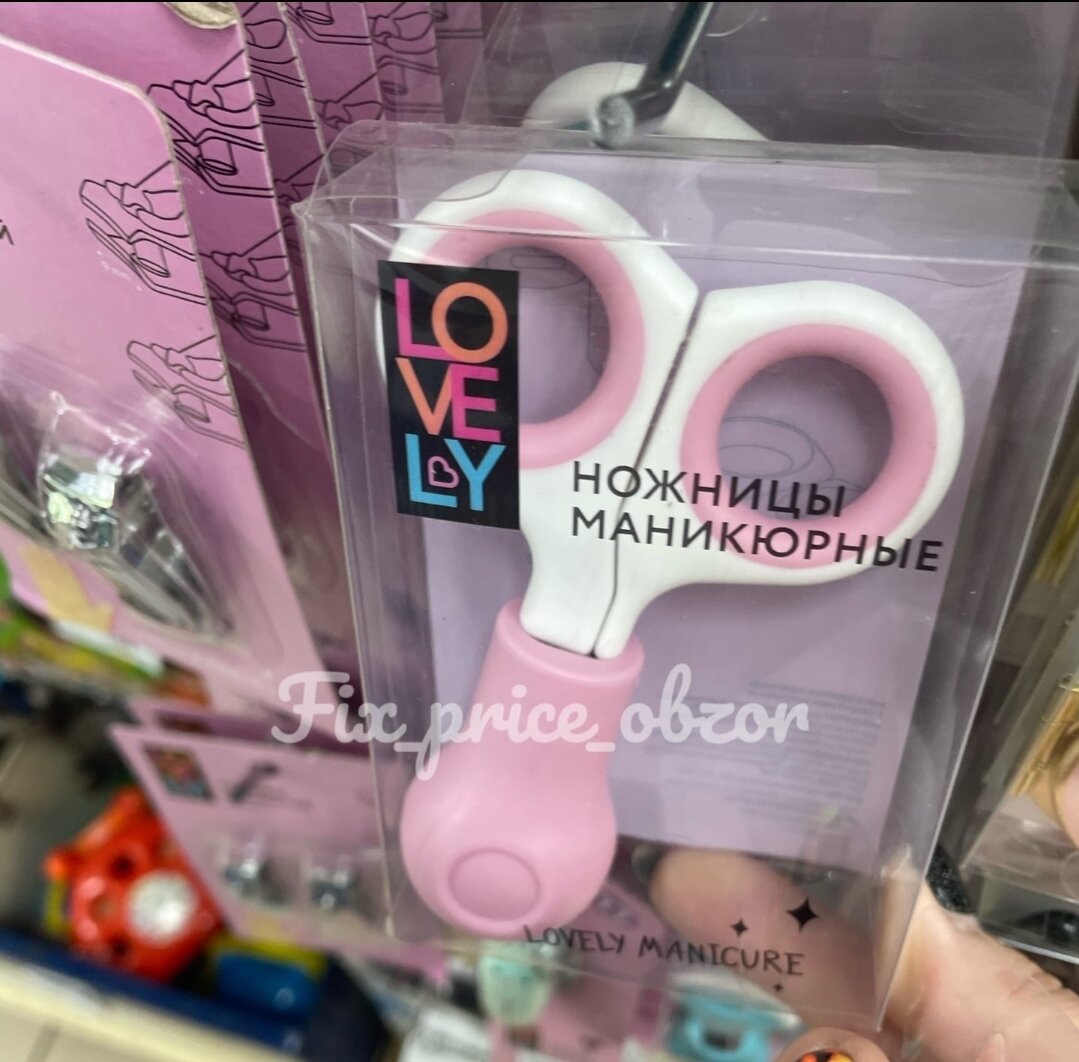 LO
VE
LY
НОЖНИЦЫ
МАНИКЮРНЫЕ
Fix_price_obzor
LOVELY MANICURE